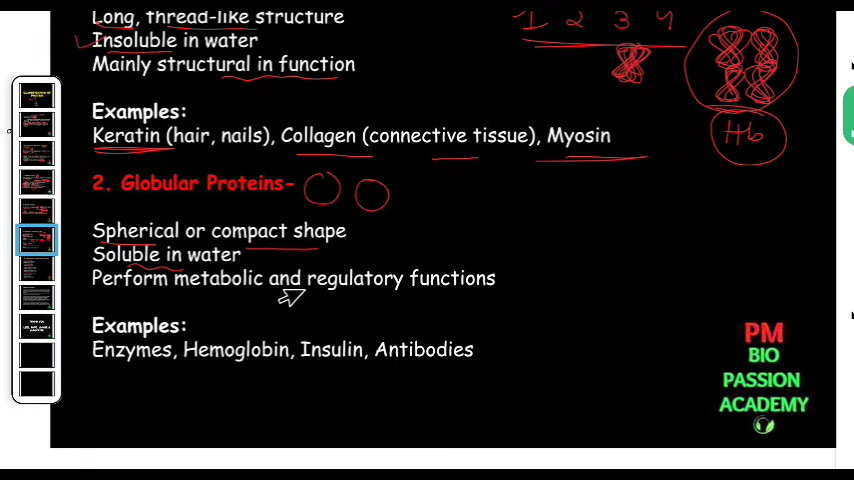 Long, thread-like structure
Insoluble in water
Mainly structural in function
1 2 3 4
Hb
Examples:
Keratin (hair, nails), Collagen (connective tissue), Myosin
2. Globular Proteins-
Spherical or compact shape
Soluble in water
Perform metabolic and regulatory functions
Examples:
Enzymes, Hemoglobin, Insulin, Antibodies
PM
BIO
PASSION
ACADEMY